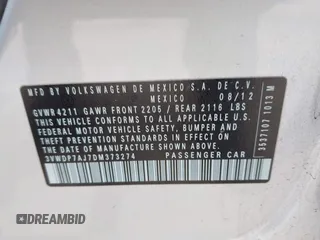 MFD. BY VOLKSWAGEN DE MEXICO S.A. DE C.V.
MEXICO 08/12
GVWR 4211 GAWR FRONT 2205 / REAR 2116 LBS
THIS VEHICLE CONFORMS TO ALL APPLICABLE U.S.
FEDERAL MOTOR VEHICLE SAFETY, BUMPER AND
THEFT PREVENTION STANDARDS IN EFFECT ON
THE DATE OF MANUFACTURE SHOWN ABOVE.
3VWDP7AJ7DM373274 PASSENGER CAR
3537107 1013 M
DREAMBID